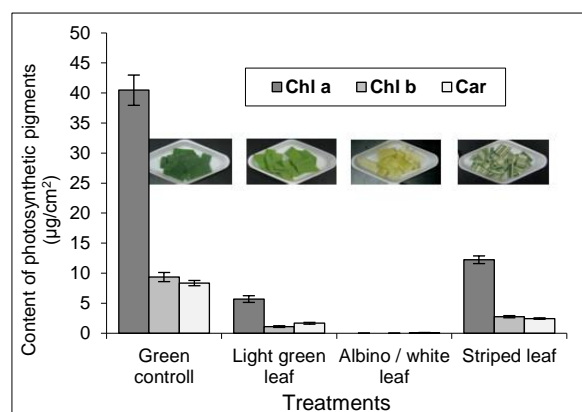 Content of photosynthetic pigments
(µg/cm²)
50
45
40
35
30
25
20
15
10
5
0
Chl a Chl b Car
Green
controll
Light green
leaf
Albino / white
leaf
Striped leaf
Treatments